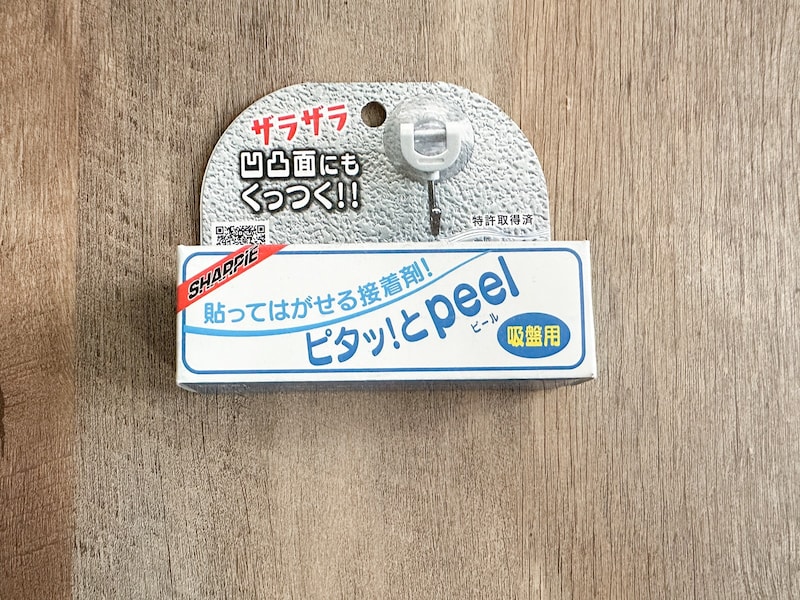 ザラザラ
凹凸面にも
くっつく!!
特許取得済
SHARPIE
貼ってはがせる接着剤!
ピタッ!とpeel
ピール
吸盤用